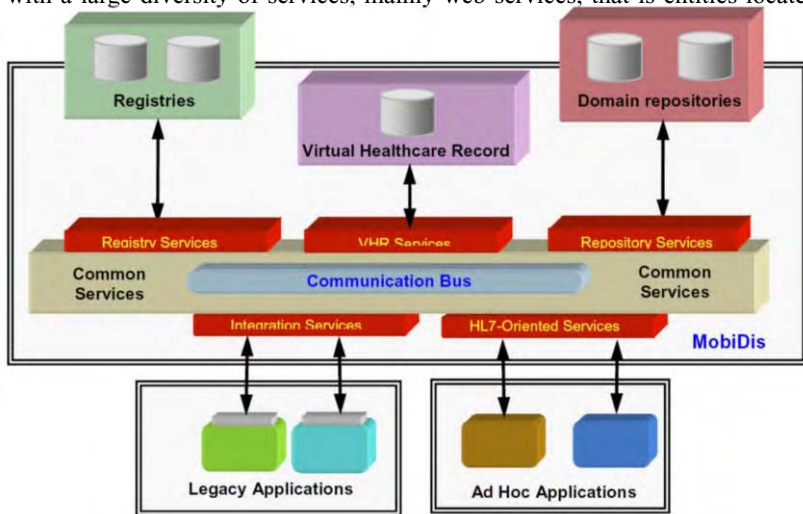 with a large diversity of services, mainly web services, that is entities locate
Registries
Domain repositories
Virtual Healthcare Record
Registry Services
VHR Services
Repository Services
Common
Services
Communication Bus
Common
Services
Integration Services
HL7-Oriented Services
MobiDis
Legacy Applications
Ad Hoc Applications